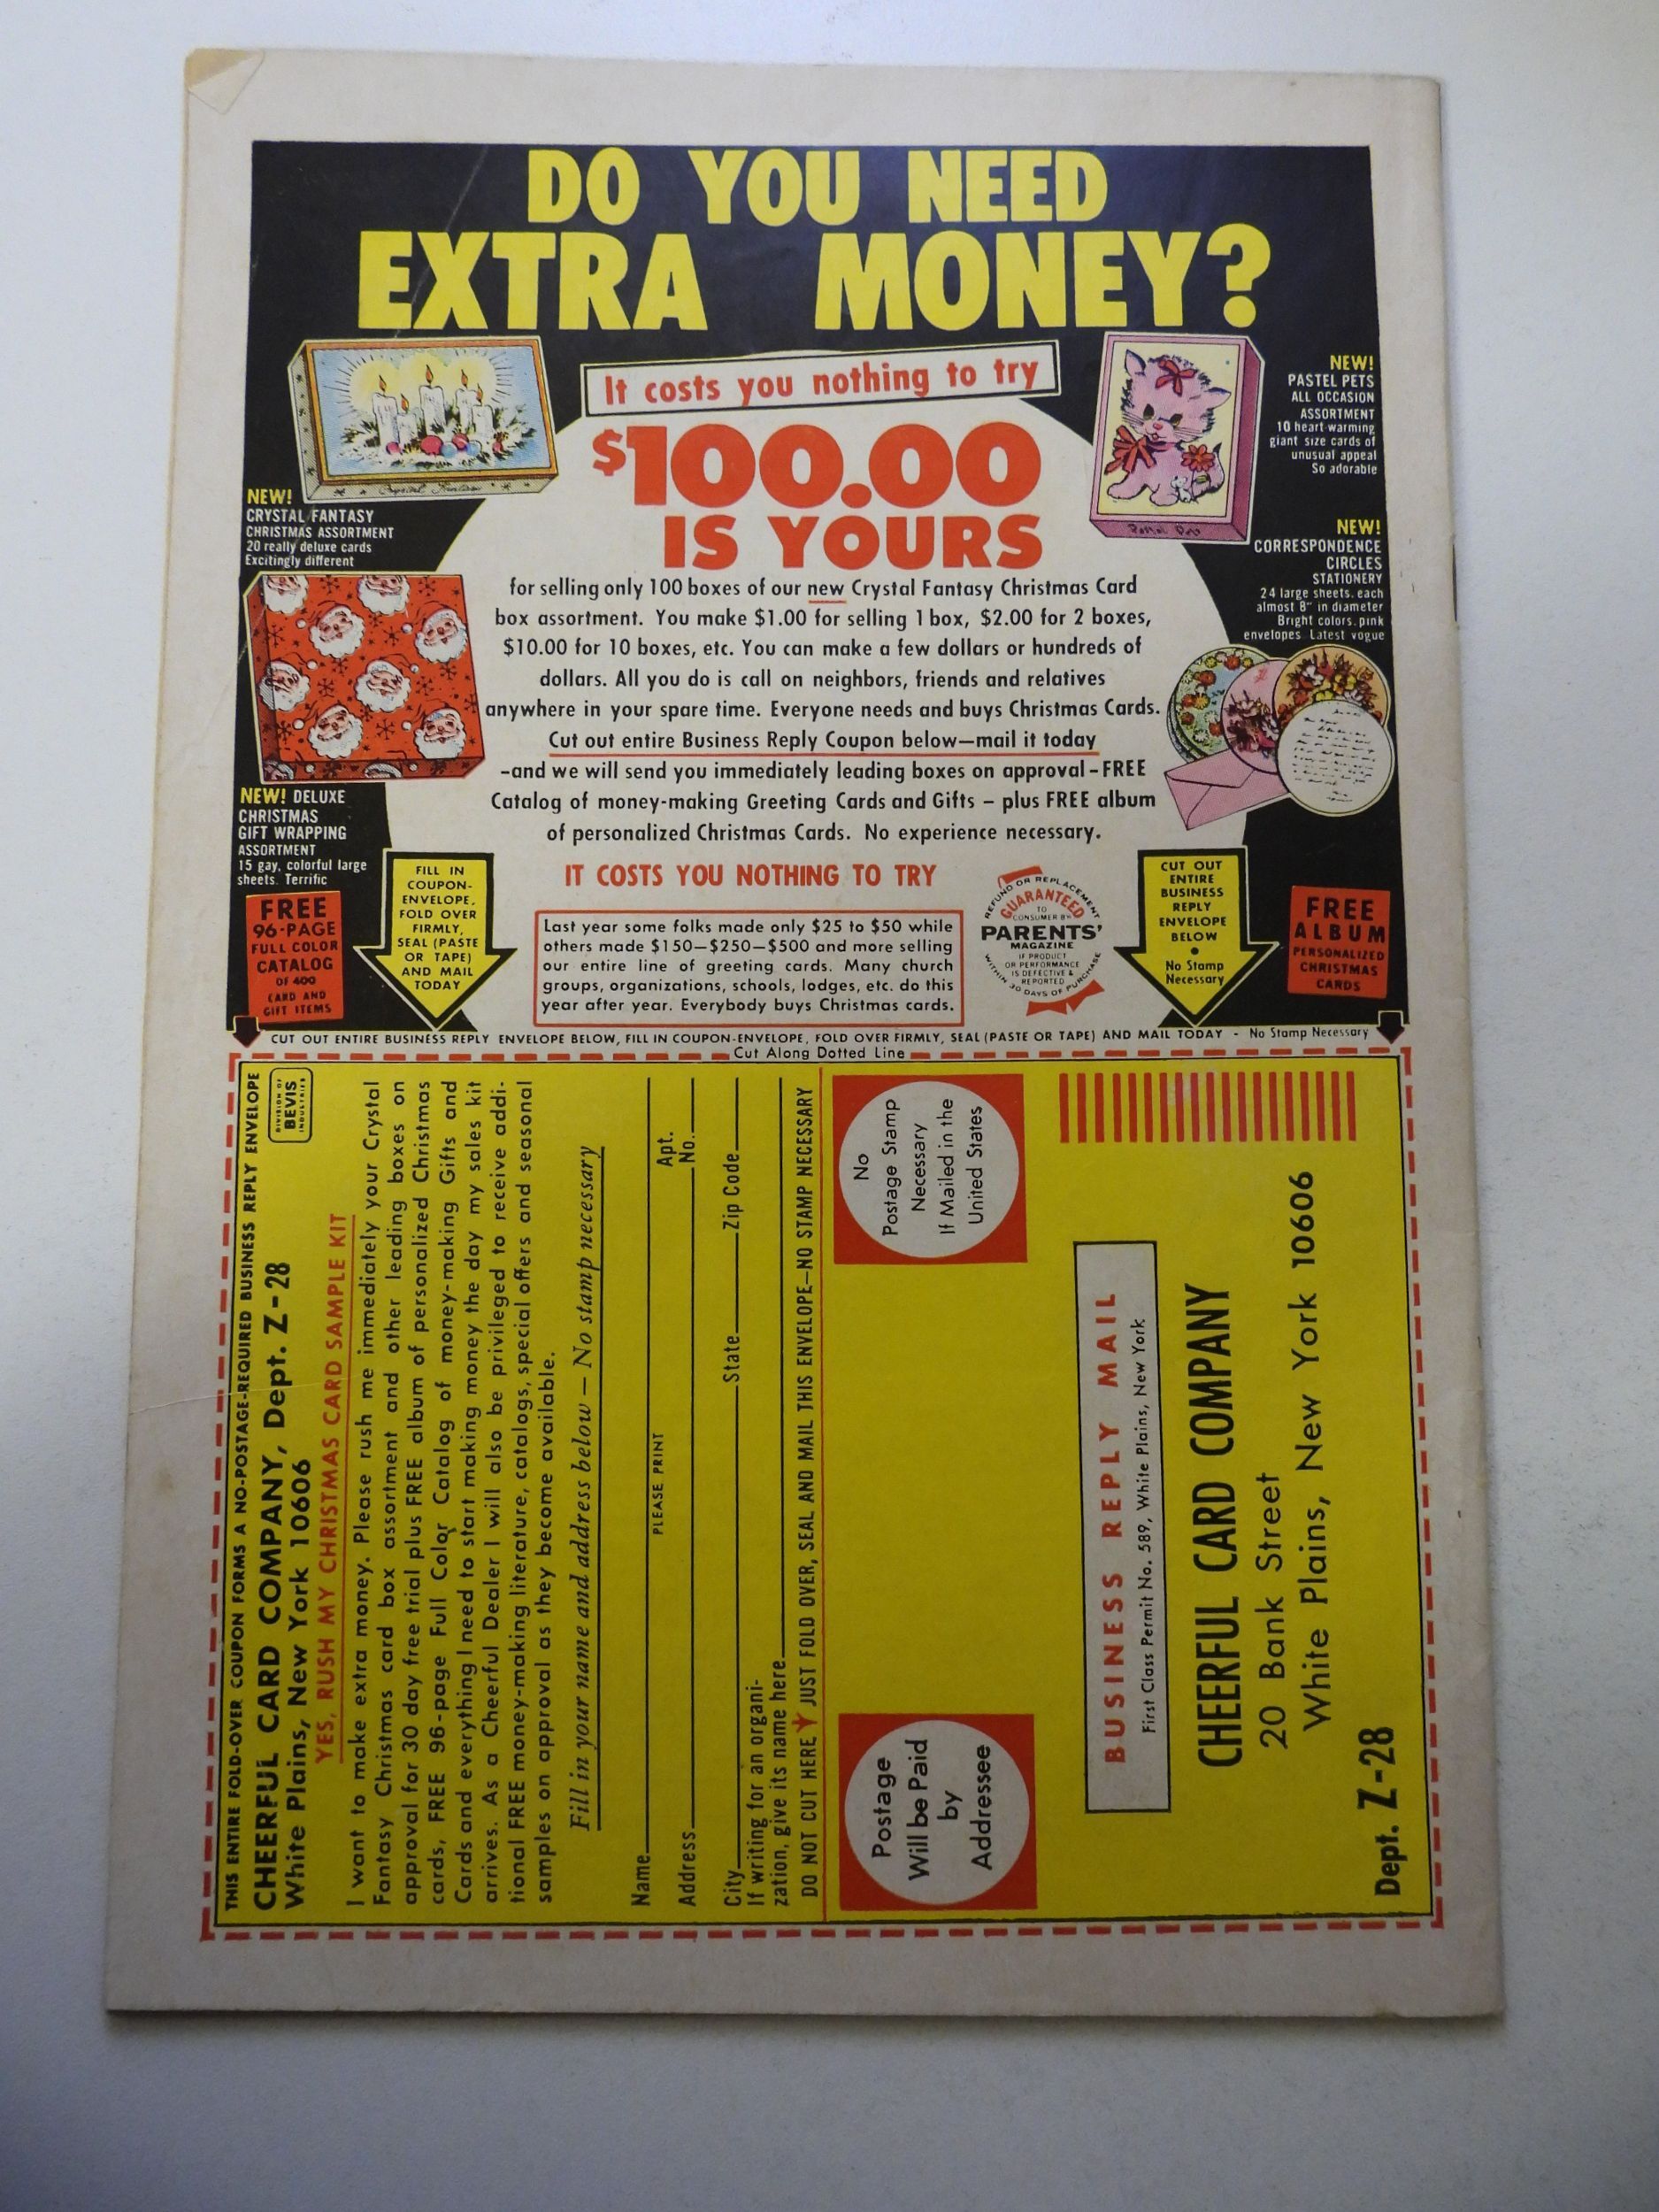 DO YOU NEED
EXTRA MONEY?
It costs you nothing to try
$100.00
IS YOURS
for selling only 100 boxes of our new Crystal Fantasy Christmas Card
box assortment. You make $1.00 for selling 1 box, $2.00 for 2 boxes,
$10.00 for 10 boxes, etc. You can make a few dollars or hundreds of
dollars. All you do is call on neighbors, friends and relatives
anywhere in your spare time. Everyone needs and buys Christmas Cards.
Cut out entire Business Reply Coupon below—mail it today
-and we will send you immediately leading boxes on approval – FREE
Catalog of money-making Greeting Cards and Gifts – plus FREE album
of personalized Christmas Cards. No experience necessary.
IT COSTS YOU NOTHING TO TRY
Last year some folks made only $25 to $50 while
others made $150—$250—$500 and more selling
our entire line of greeting cards. Many church
groups, organizations, schools, lodges, etc. do this
year after year. Everybody buys Christmas cards.
Crystal Fantasy
NEW!
CRYSTAL FANTASY
CHRISTMAS ASSORTMENT
20 really deluxe cards
Excitingly different
NEW! DELUXE
CHRISTMAS
GIFT WRAPPING
ASSORTMENT
15 gay, colorful large
sheets. Terrific
FREE
96-PAGE
FULL COLOR
CATALOG
OF 400
CARD AND
GIFT ITEMS
FILL IN
COUPON-
ENVELOPE,
FOLD OVER
FIRMLY,
SEAL (PASTE
OR TAPE)
AND MAIL
TODAY
Pastel Pets
NEW!
PASTEL PETS
ALL OCCASION
ASSORTMENT
10 heart-warming
giant size cards of
unusual appeal
So adorable
NEW!
CORRESPONDENCE
CIRCLES
STATIONERY
24 large sheets. each
almost 8" in diameter
Bright colors. pink
envelopes Latest vogue
REFUND OR REPLACEMENT
GUARANTEED
TO
CONSUMER BY
PARENTS'
MAGAZINE
IF PRODUCT
OR PERFORMANCE
IS DEFECTIVE &
REPORTED
WITHIN 30 DAYS OF PURCHASE
CUT OUT
ENTIRE
BUSINESS
REPLY
ENVELOPE
BELOW
•
No Stamp
Necessary
FREE
ALBUM
PERSONALIZED
CHRISTMAS
CARDS
CUT OUT ENTIRE BUSINESS REPLY ENVELOPE BELOW, FILL IN COUPON-ENVELOPE, FOLD OVER FIRMLY, SEAL (PASTE OR TAPE) AND MAIL TODAY - No Stamp Necessary
Cut Along Dotted Line
THIS ENTIRE FOLD-OVER COUPON FORMS A NO-POSTAGE-REQUIRED BUSINESS REPLY ENVELOPE
CHEERFUL CARD COMPANY, Dept. Z-28
White Plains, New York 10606
DIVISION OF
BEVIS
INDUSTRIES
YES, RUSH MY CHRISTMAS CARD SAMPLE KIT
I want to make extra money. Please rush me immediately your Crystal
Fantasy Christmas card box assortment and other leading boxes on
approval for 30 day free trial plus FREE album of personalized Christmas
cards, FREE 96-page Full Color Catalog of money-making Gifts and
Cards and everything I need to start making money the day my sales kit
arrives. As a Cheerful Dealer I will also be privileged to receive addi-
tional FREE money-making literature, catalogs, special offers and seasonal
samples on approval as they become available.
Fill in your name and address below — No stamp necessary
Name
PLEASE PRINT
Address Apt. No.
City State Zip Code
If writing for an organi-
zation, give its name here
DO NOT CUT HERE JUST FOLD OVER, SEAL AND MAIL THIS ENVELOPE—NO STAMP NECESSARY
Postage
Will be Paid
by
Addressee
No
Postage Stamp
Necessary
If Mailed in the
United States
BUSINESS REPLY MAIL
First Class Permit No. 589, White Plains, New York
CHEERFUL CARD COMPANY
20 Bank Street
White Plains, New York 10606
Dept. Z-28